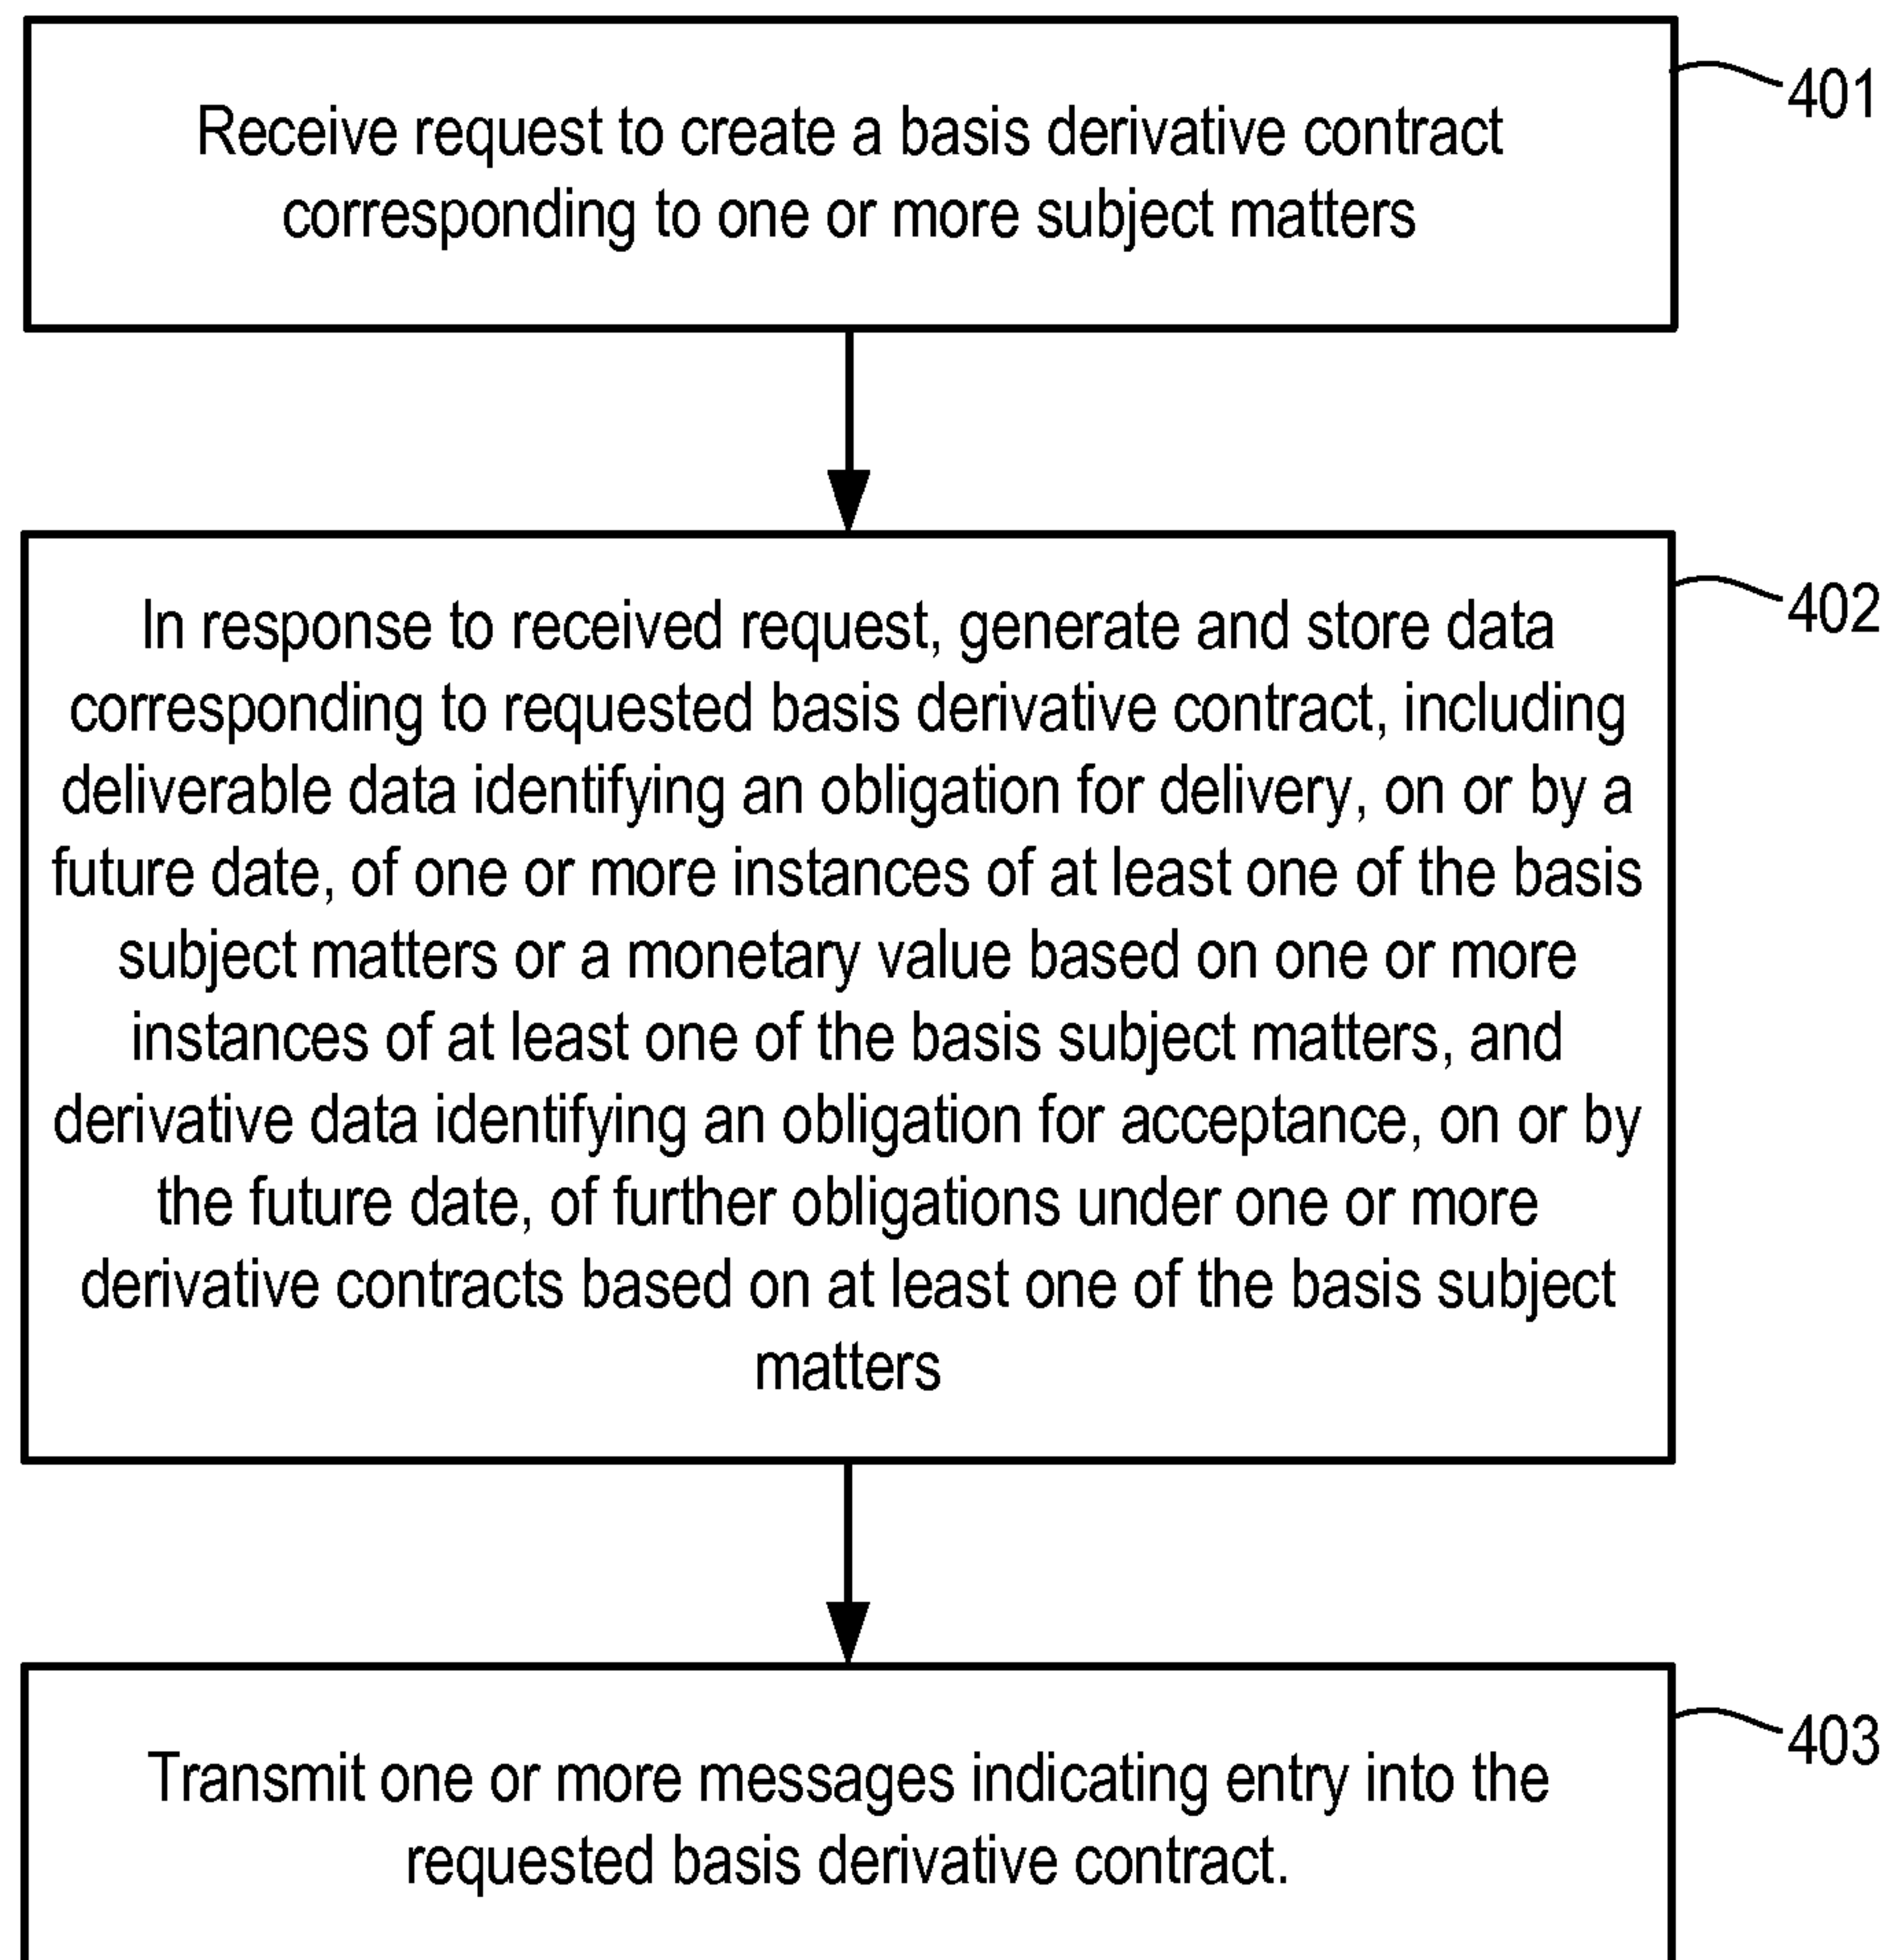 Receive request to create a basis derivative contract
corresponding to one or more subject matters
401
In response to received request, generate and store data
corresponding to requested basis derivative contract, including
deliverable data identifying an obligation for delivery, on or by a
future date, of one or more instances of at least one of the basis
subject matters or a monetary value based on one or more
instances of at least one of the basis subject matters, and
derivative data identifying an obligation for acceptance, on or by
the future date, of further obligations under one or more
derivative contracts based on at least one of the basis subject
matters
402
Transmit one or more messages indicating entry into the
requested basis derivative contract.
403